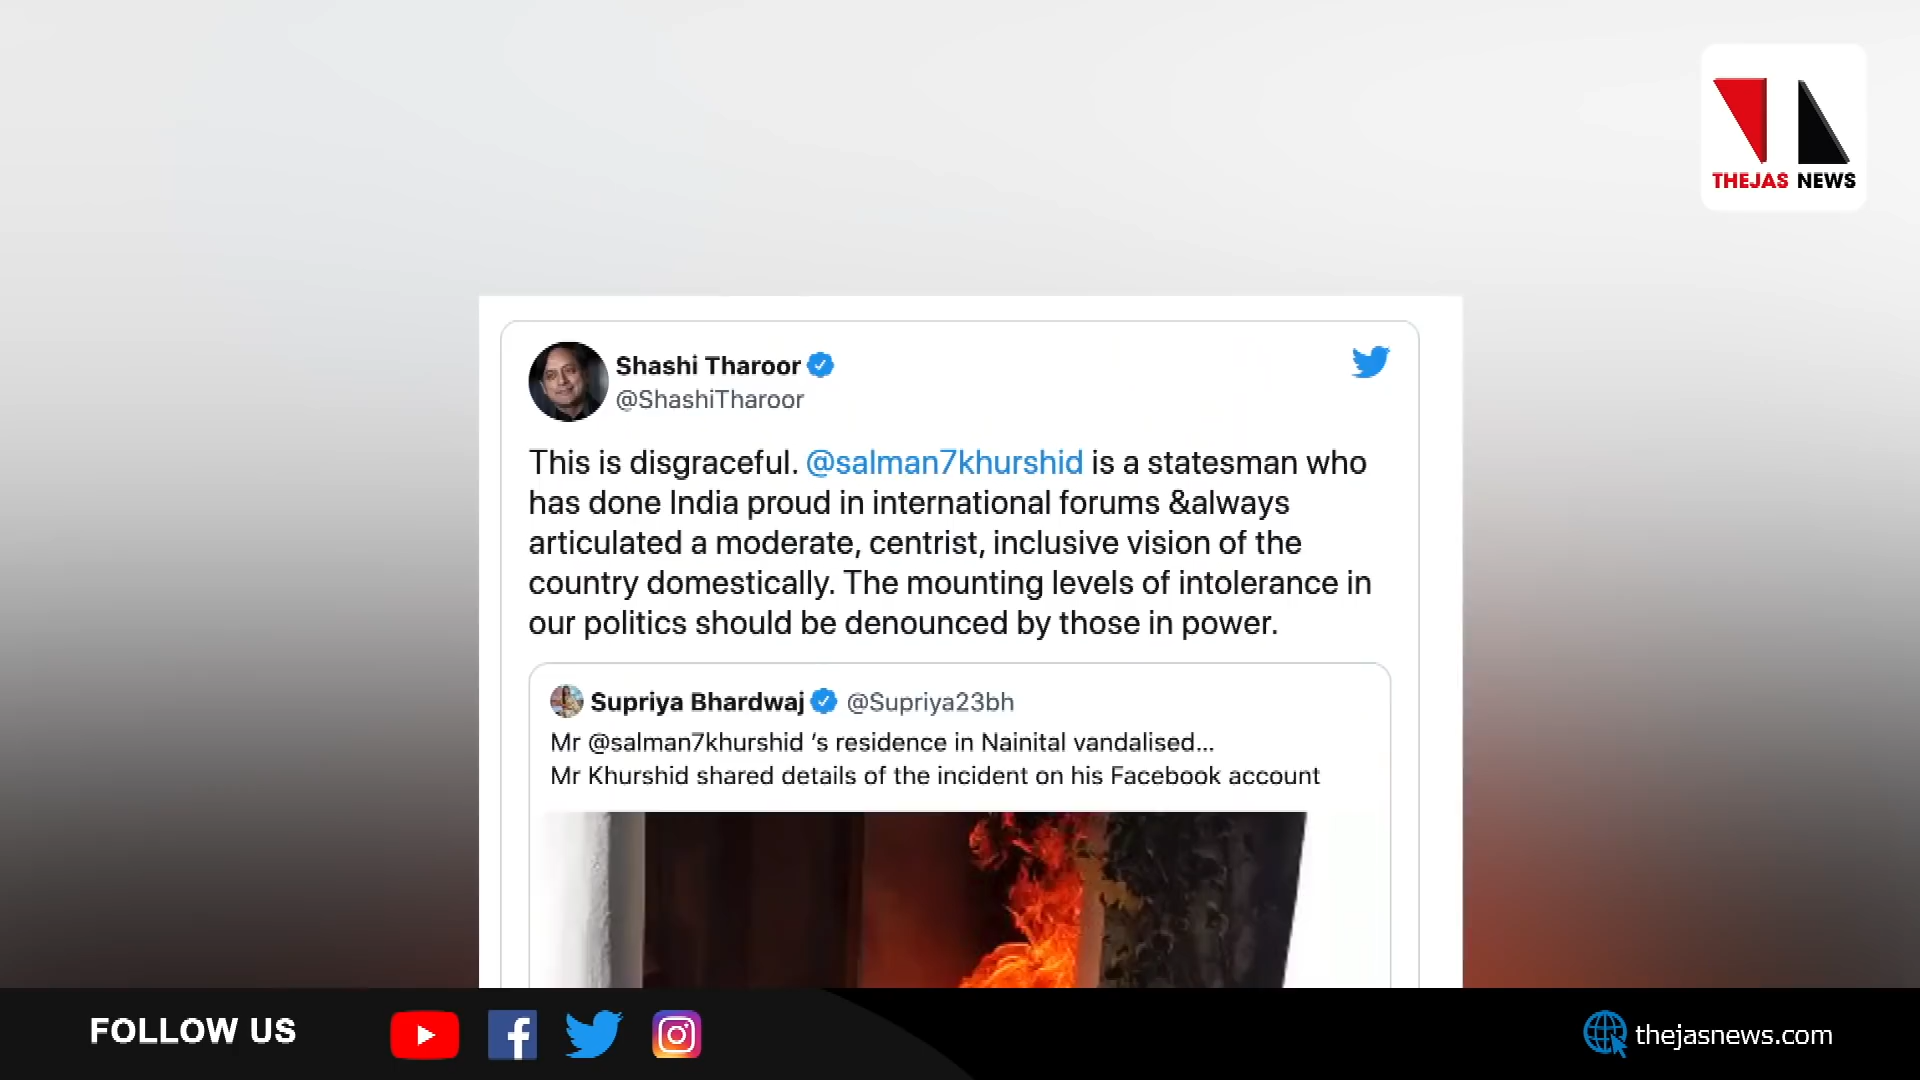 THEJAS NEWS
Shashi Tharoor
@ShashiTharoor
This is disgraceful. @salman7khurshid is a statesman who
has done India proud in international forums &always
articulated a moderate, centrist, inclusive vision of the
country domestically. The mounting levels of intolerance in
our politics should be denounced by those in power.
Supriya Bhardwaj @Supriya23bh
Mr @salman7khurshid ‘s residence in Nainital vandalised...
Mr Khurshid shared details of the incident on his Facebook account
FOLLOW US
thejasnews.com